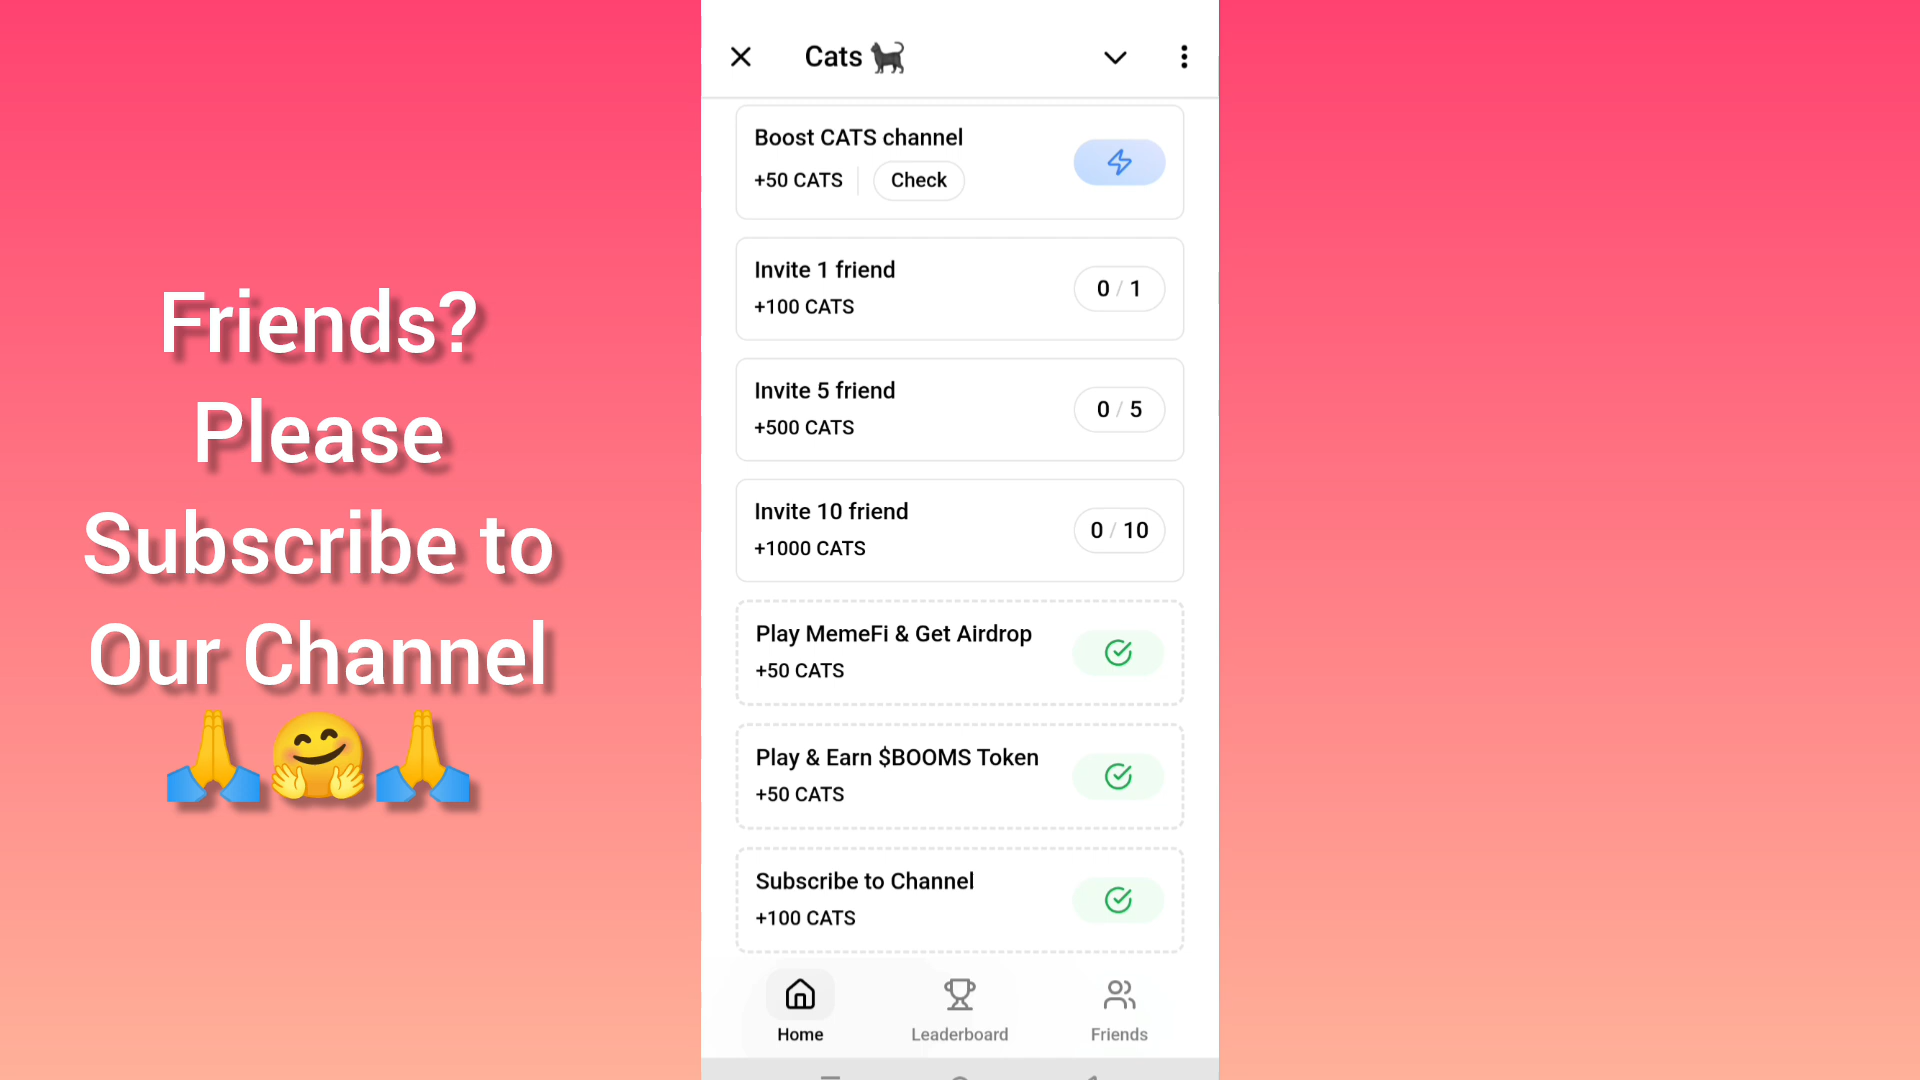 Friends?
Please
Subscribe to
Our Channel
🙏🤗🙏
Cats 🐈‍⬛
Boost CATS channel
+50 CATS
Check
Invite 1 friend
+100 CATS
0 / 1
Invite 5 friend
+500 CATS
0 / 5
Invite 10 friend
+1000 CATS
0 / 10
Play MemeFi & Get Airdrop
+50 CATS
Play & Earn $BOOMS Token
+50 CATS
Subscribe to Channel
+100 CATS
Home
Leaderboard
Friends